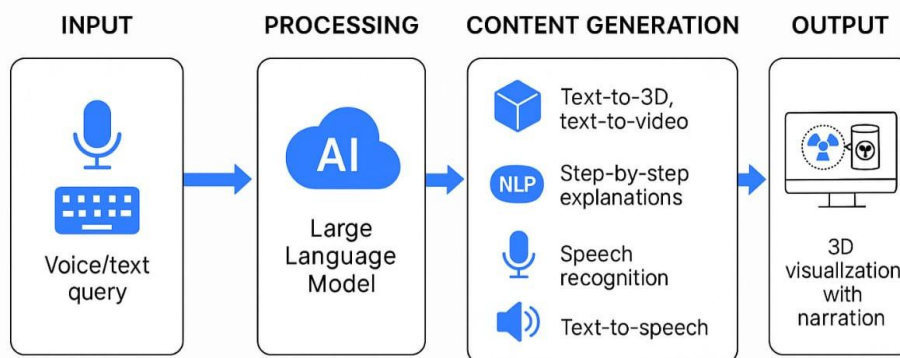 INPUT
PROCESSING
CONTENT GENERATION
OUTPUT
Voice/text
query
AI
Large
Language
Model
Text-to-3D,
text-to-video
NLP
Step-by-step
explanations
Speech
recognition
Text-to-speech
3D
visuallzation
with
narration